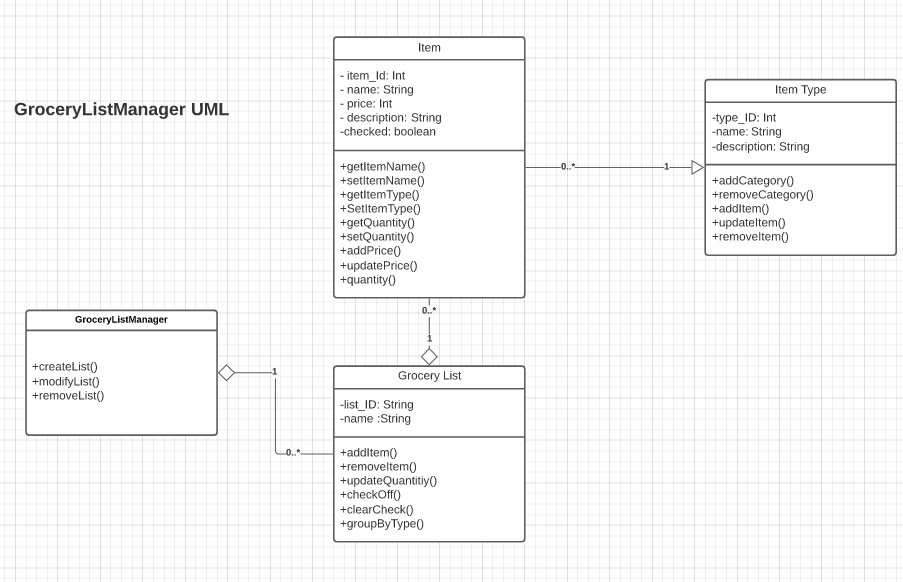 GroceryListManager UML
Item
- item_Id: Int
- name: String
- price: Int
- description: String
-checked: boolean
+getItemName()
+setItemName()
+getItemType()
+SetItemType()
+getQuantity()
+setQuantity()
+addPrice()
+updatePrice()
+quantity()
0..*
1
Item Type
-type_ID: Int
-name: String
-description: String
+addCategory()
+removeCategory()
+addItem()
+updateItem()
+removeItem()
0..*
1
GroceryListManager
+createList()
+modifyList()
+removeList()
1
0..*
Grocery List
-list_ID: String
-name :String
+addItem()
+removeItem()
+updateQuantitiy()
+checkOff()
+clearCheck()
+groupByType()